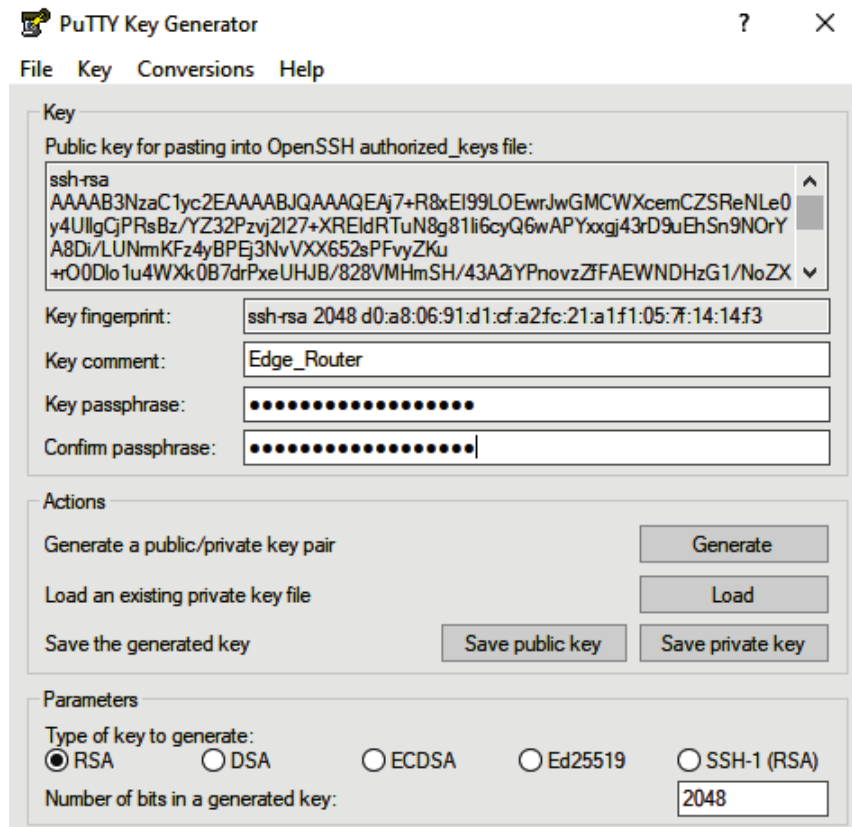 PuTTY Key Generator ? ×
File Key Conversions Help
Key
Public key for pasting into OpenSSH authorized_keys file:
ssh-rsa
AAAAB3NzaC1yc2EAAAABJQAAAQEAj7+R8xEl99LOEwrJwGMCWXcemCZSReNLe0
y4UllgCjPRsBz/YZ32Pzvj2l27+XREldRTuN8g81li6cyQ6wAPYxxgj43rD9uEhSn9NOrY
A8Di/LUNrmKFz4yBPEj3NvVXX652sPFvyZKu
+rO0Dlo1u4WXk0B7drPxeUHJB/828VMHmSH/43A2iYPnovzZfFAEWNDHzG1/NoZX
Key fingerprint: ssh-rsa 2048 d0:a8:06:91:d1:cf:a2:fc:21:a1:f1:05:7f:14:14:f3
Key comment: Edge_Router
Key passphrase: ●●●●●●●●●●●●●●●●●●
Confirm passphrase: ●●●●●●●●●●●●●●●●●●
Actions
Generate a public/private key pair Generate
Load an existing private key file Load
Save the generated key Save public key Save private key
Parameters
Type of key to generate:
RSA DSA ECDSA Ed25519 SSH-1 (RSA)
Number of bits in a generated key: 2048